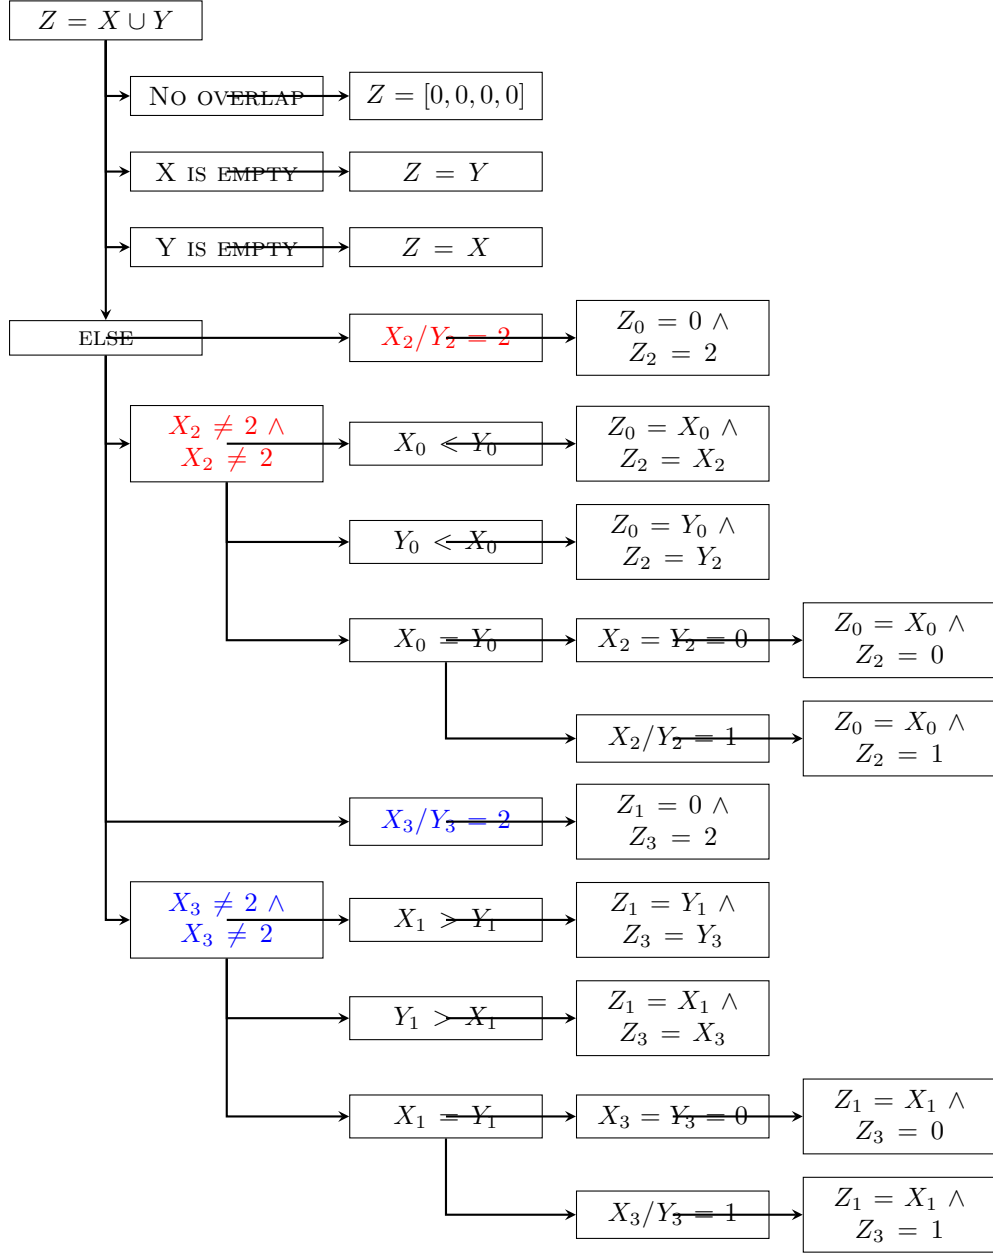 Z = X ∪ Y
No overlap
Z = [0, 0, 0, 0]
X is empty
Z = Y
Y is empty
Z = X
else
X₂/Y₂ = 2
Z₀ = 0 ∧
Z₂ = 2
X₂ ≠ 2 ∧
X₂ ≠ 2
X₀ < Y₀
Z₀ = X₀ ∧
Z₂ = X₂
Y₀ < X₀
Z₀ = Y₀ ∧
Z₂ = Y₂
X₀ = Y₀
X₂ = Y₂ = 0
Z₀ = X₀ ∧
Z₂ = 0
X₂/Y₂ = 1
Z₀ = X₀ ∧
Z₂ = 1
X₃/Y₃ = 2
Z₁ = 0 ∧
Z₃ = 2
X₃ ≠ 2 ∧
X₃ ≠ 2
X₁ > Y₁
Z₁ = Y₁ ∧
Z₃ = Y₃
Y₁ > X₁
Z₁ = X₁ ∧
Z₃ = X₃
X₁ = Y₁
X₃ = Y₃ = 0
Z₁ = X₁ ∧
Z₃ = 0
X₃/Y₃ = 1
Z₁ = X₁ ∧
Z₃ = 1